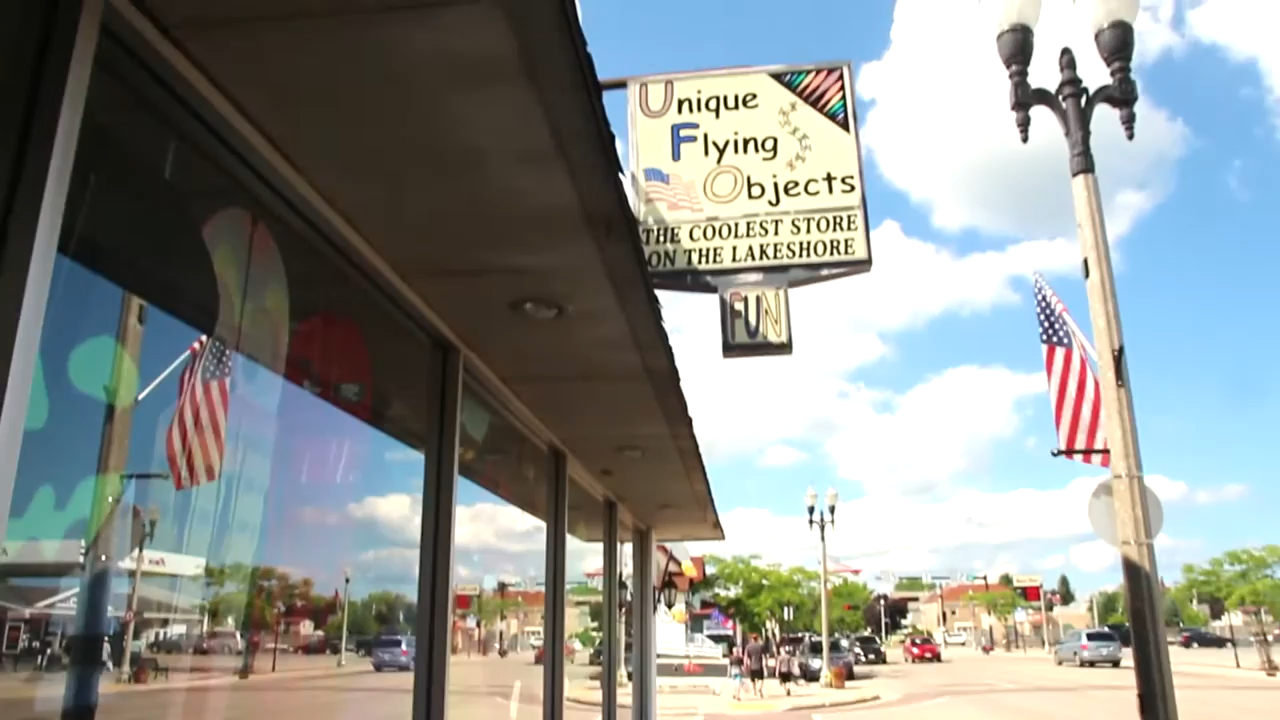 Unique
Flying
Objects
THE COOLEST STORE
ON THE LAKESHORE
FUN